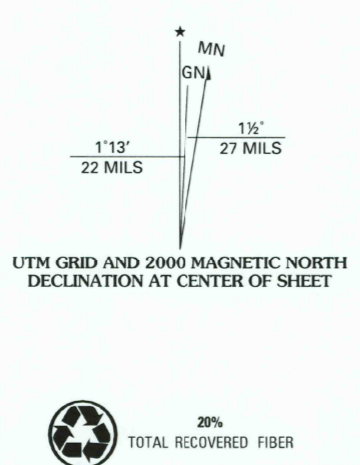 ★
MN
GN
1½°
27 MILS
1°13′
22 MILS
UTM GRID AND 2000 MAGNETIC NORTH
DECLINATION AT CENTER OF SHEET
20%
TOTAL RECOVERED FIBER